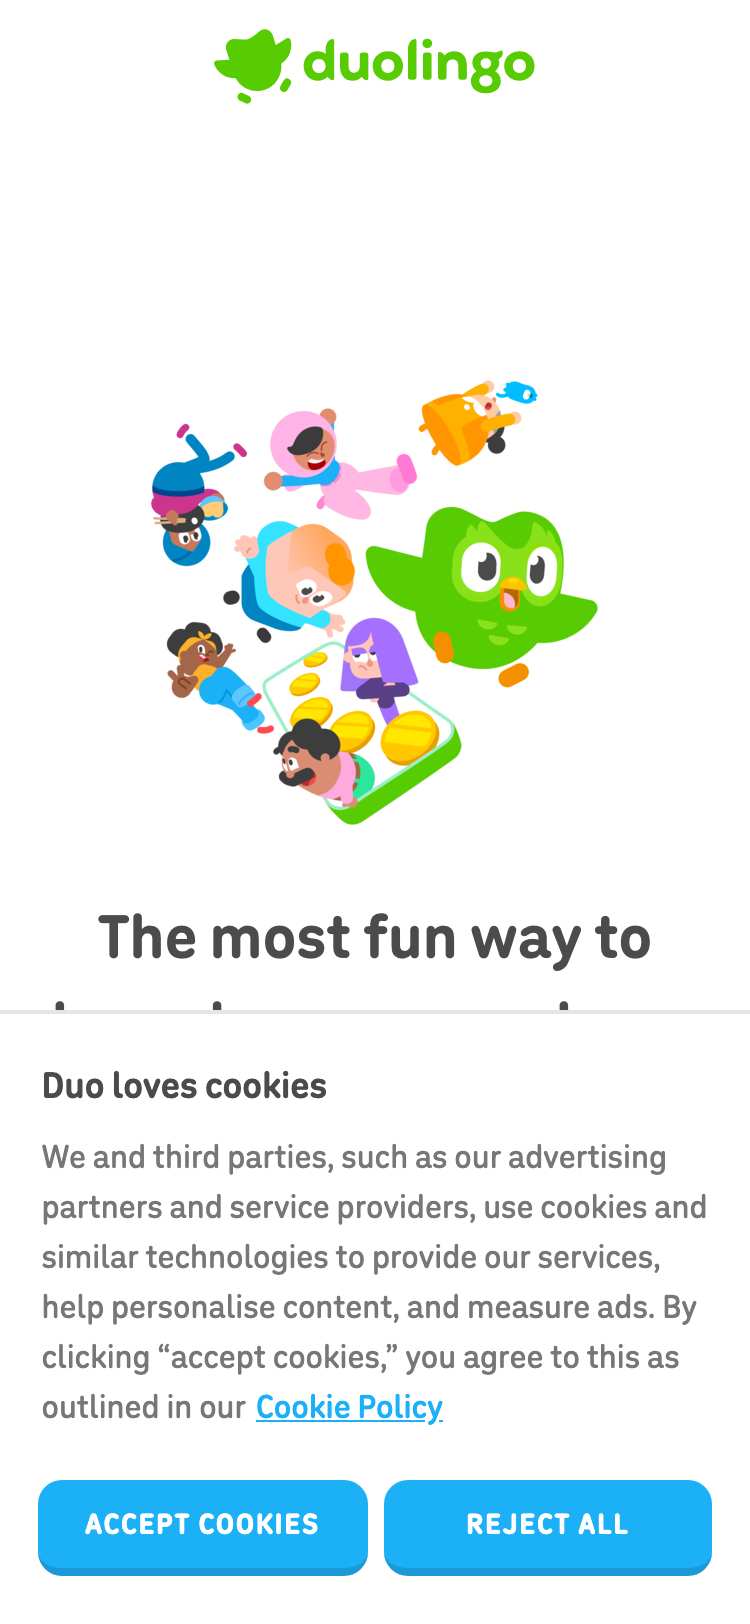 duolingo
The most fun way to
Duo loves cookies
We and third parties, such as our advertising
partners and service providers, use cookies and
similar technologies to provide our services,
help personalise content, and measure ads. By
clicking “accept cookies,” you agree to this as
outlined in our Cookie Policy
ACCEPT COOKIES
REJECT ALL